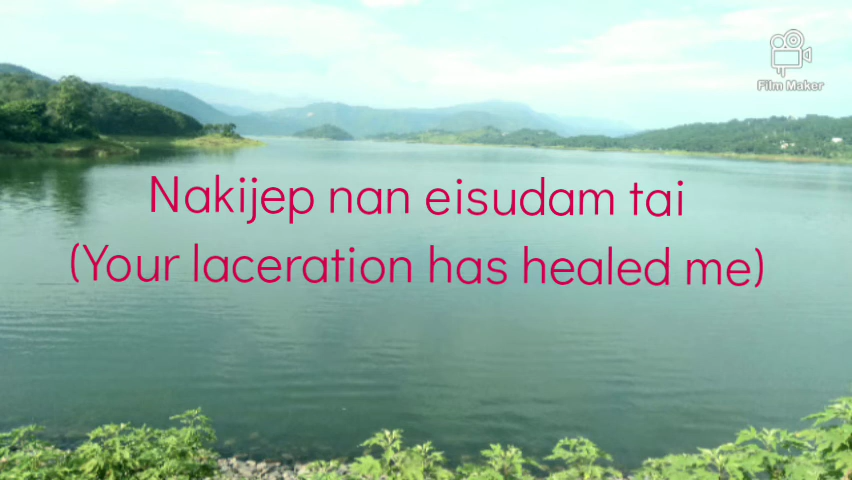 Film Maker
Nakijep nan eisudam tai
(Your laceration has healed me)